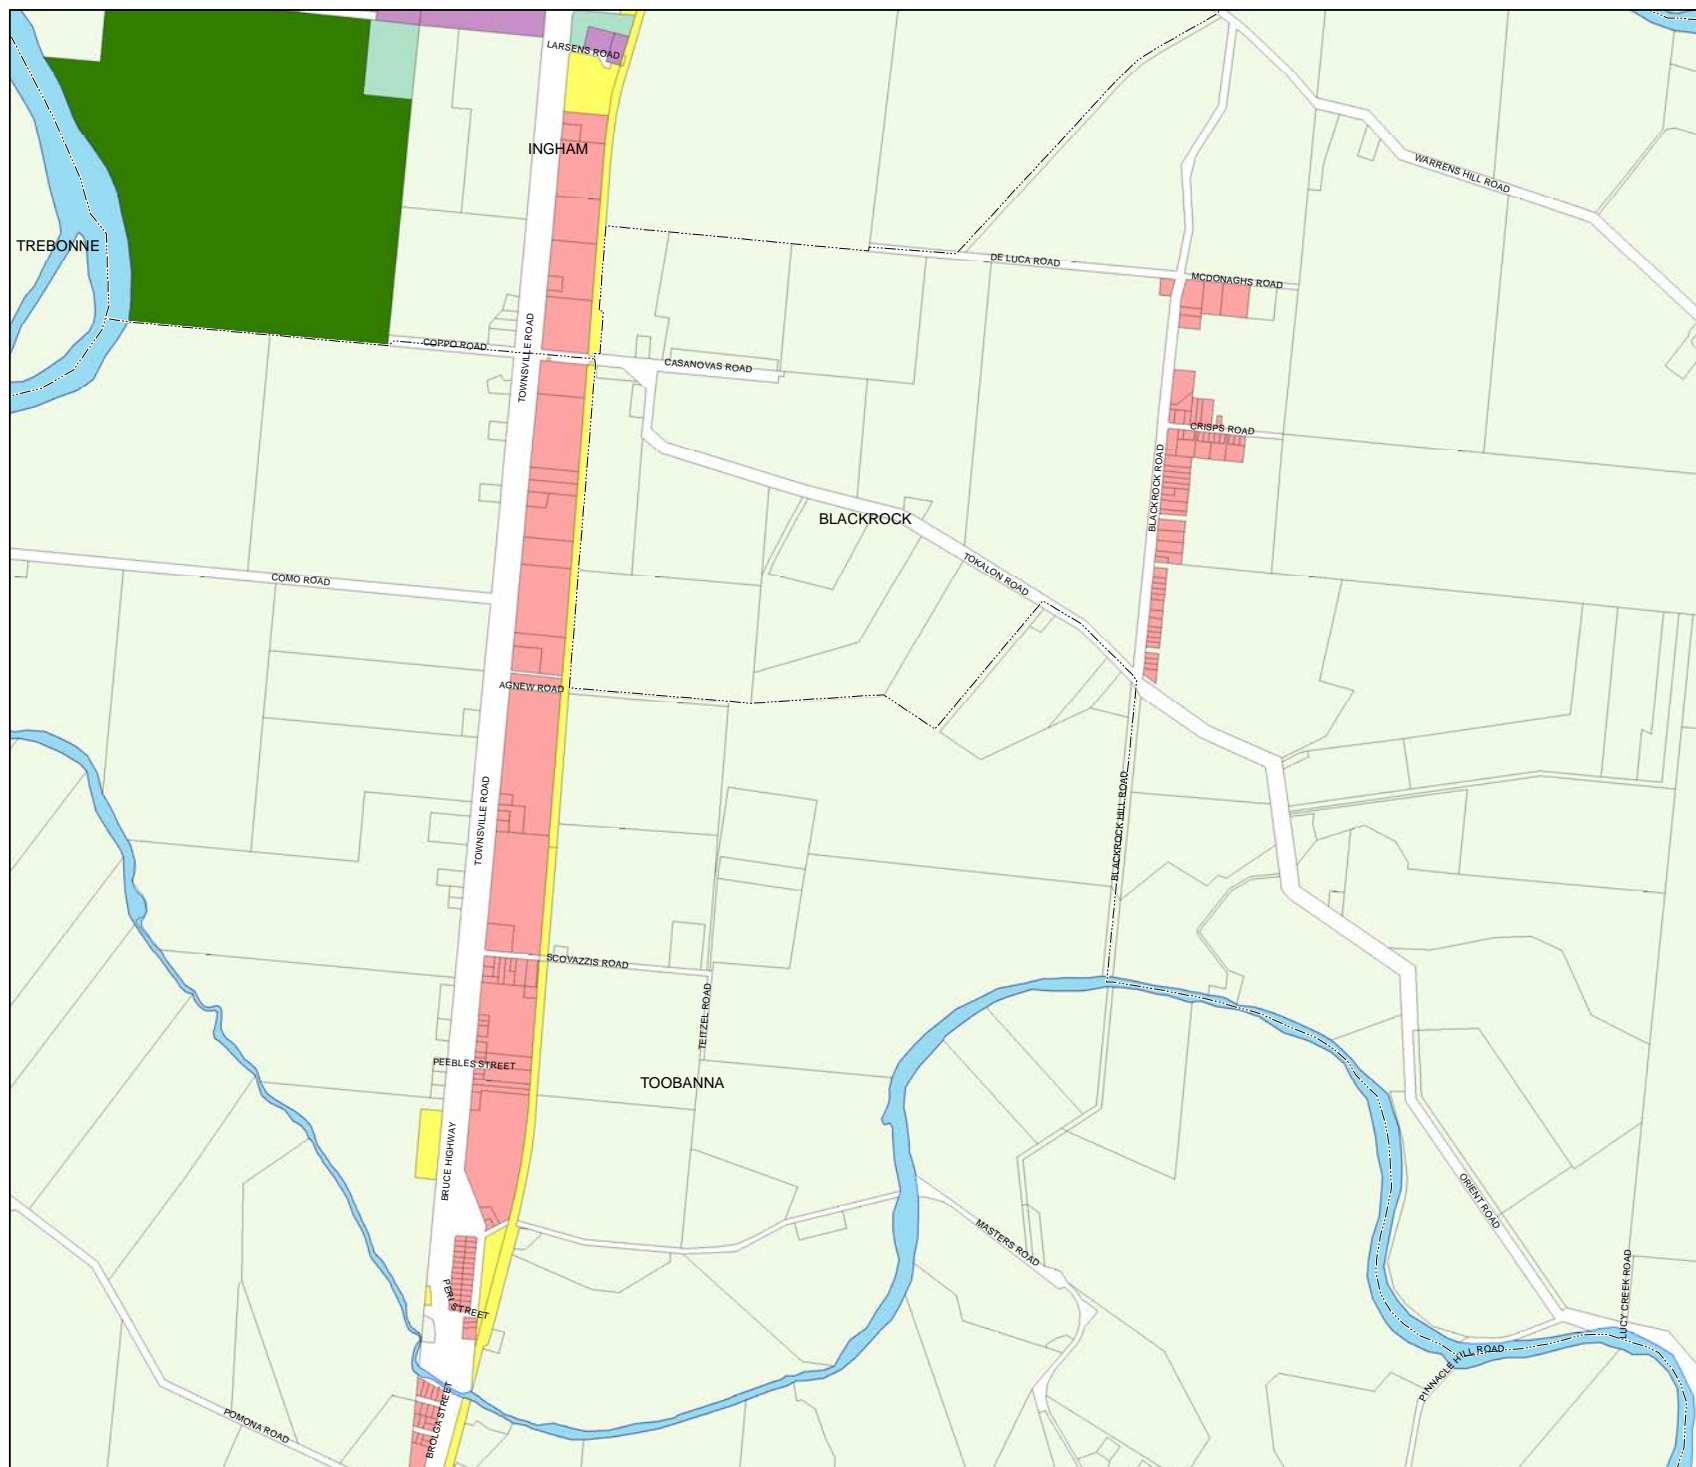 LARSENS ROAD
INGHAM
WARRENS HILL ROAD
TREBONNE
DE LUCA ROAD
MCDONAGHS ROAD
COPPO ROAD
TOWNSVILLE ROAD
CASANOVAS ROAD
CRISPS ROAD
BLACKROCK ROAD
BLACKROCK
COMO ROAD
TOKALON ROAD
AGNEW ROAD
TOWNSVILLE ROAD
BLACKROCK HILL ROAD
SCOVAZZIS ROAD
TEITZEL ROAD
PEEBLES STREET
TOOBANNA
BRUCE HIGHWAY
ORIENT ROAD
MASTERS ROAD
LUCY CREEK ROAD
PERI STREET
PINNACLE HILL ROAD
POMONA ROAD
BROLGA STREET